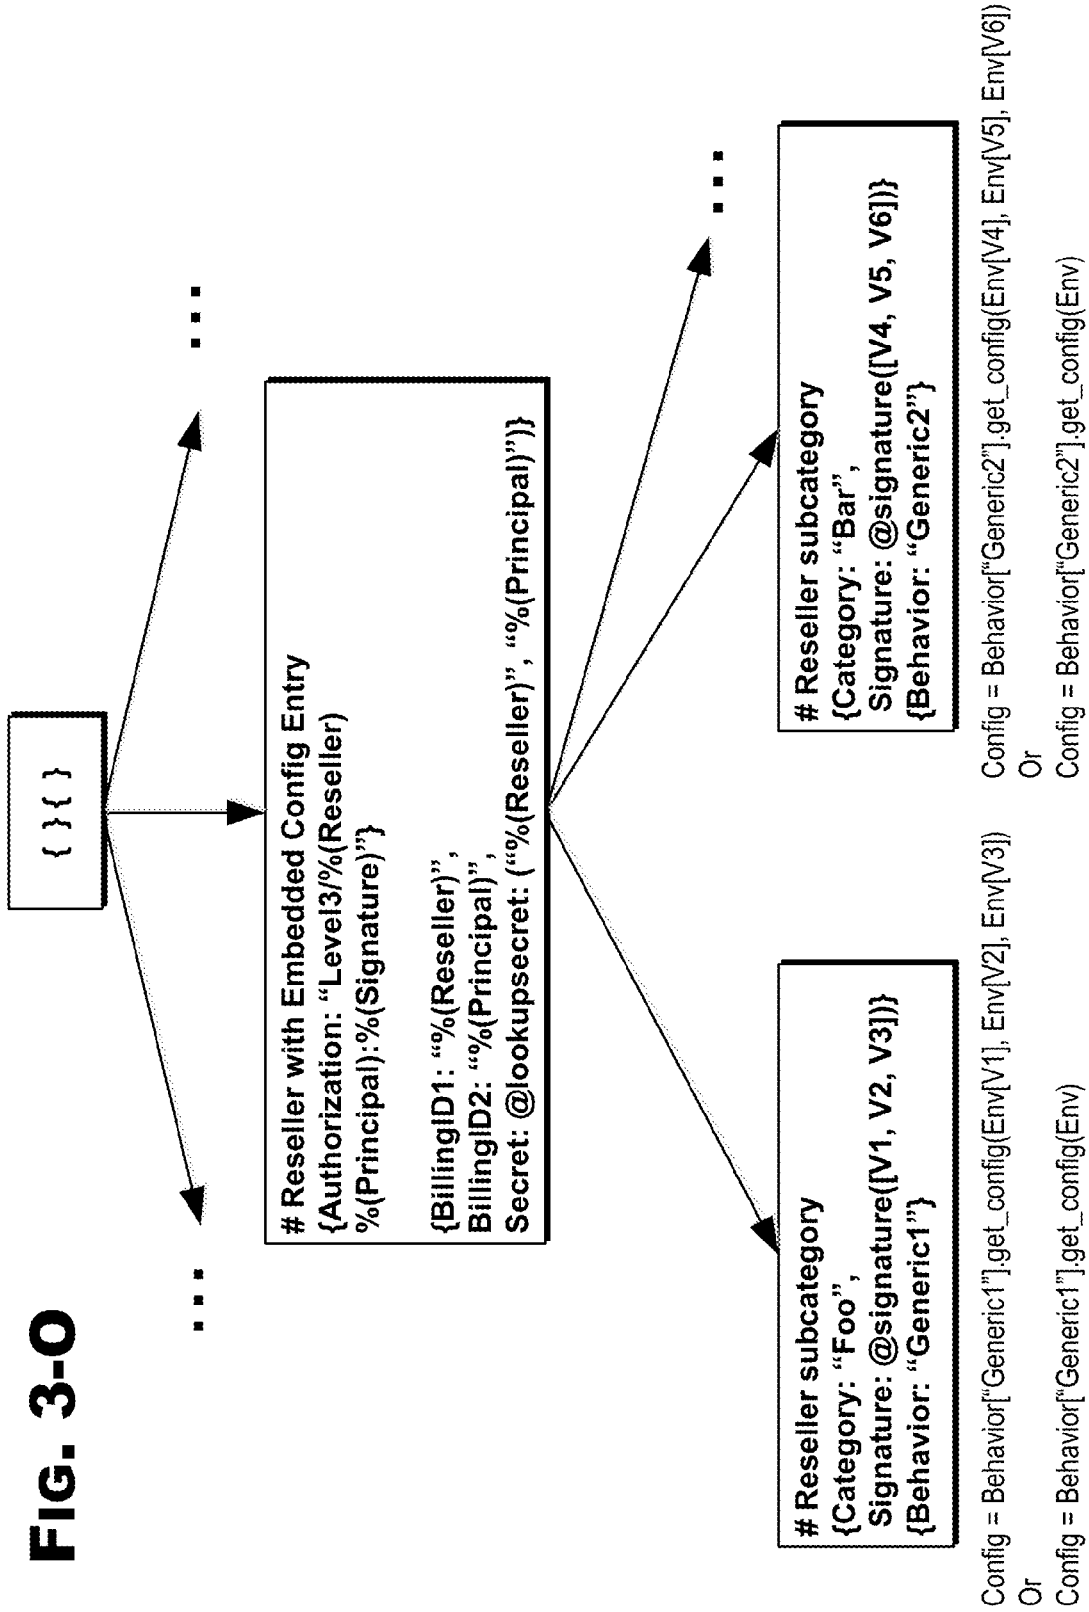 FIG. 3-O
{ }{ }
...
...
# Reseller with Embedded Config Entry
{Authorization: “Level3/%(Reseller)
%(Principal):%(Signature)”}
{BillingID1: “%(Reseller)”,
BillingID2: “%(Principal)”,
Secret: @lookupsecret: (“%(Reseller)”, “%(Principal)”)}
...
# Reseller subcategory
{Category: “Foo”,
Signature: @signature([V1, V2, V3])}
{Behavior: “Generic1”}
Config = Behavior[“Generic1”].get_config(Env[V1], Env[V2], Env[V3])
Or
Config = Behavior[“Generic1”].get_config(Env)
# Reseller subcategory
{Category: “Bar”,
Signature: @signature([V4, V5, V6])}
{Behavior: “Generic2”}
Config = Behavior[“Generic2”].get_config(Env[V4], Env[V5], Env[V6])
Or
Config = Behavior[“Generic2”].get_config(Env)